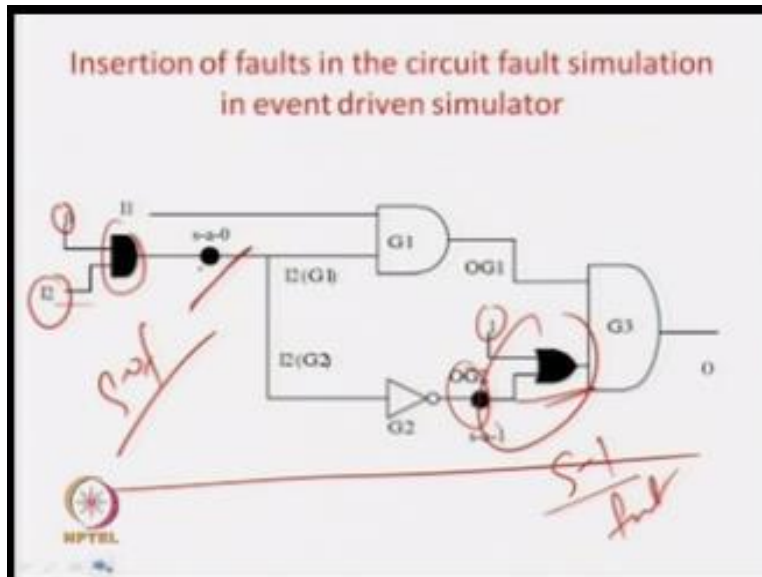 Insertion of faults in the circuit fault simulation
in event driven simulator
I1
s-a-0
I2
G1
I2(G1)
OG1
G3
I2(G2)
O
G2
s-a-1
NPTEL